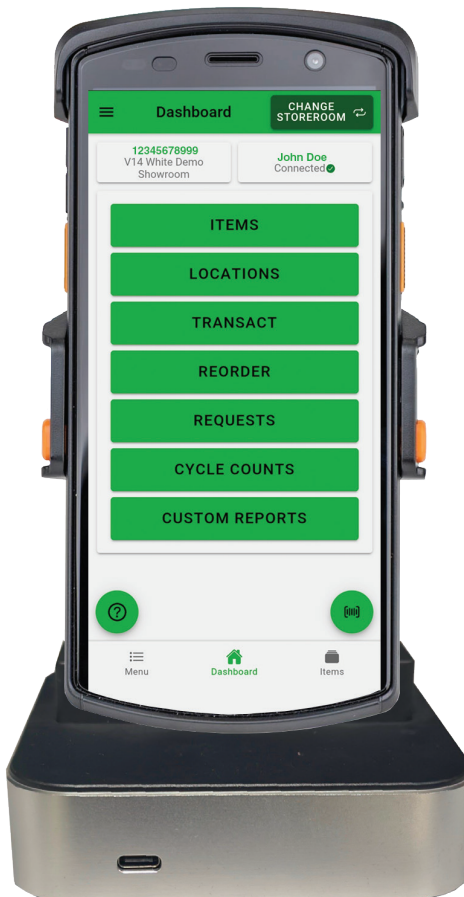 Dashboard
CHANGE
STOREROOM
12345678999
V14 White Demo
Showroom
John Doe
Connected
ITEMS
LOCATIONS
TRANSACT
REORDER
REQUESTS
CYCLE COUNTS
CUSTOM REPORTS
?
Menu
Dashboard
Items